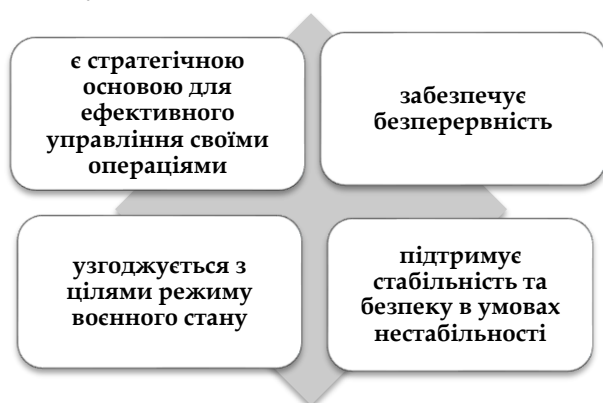 є стратегічною
основою для
ефективного
управління своїми
операціями
забезпечує
безперервність
узгоджується з
цілями режиму
воєнного стану
підтримує
стабільність та
безпеку в умовах
нестабільності